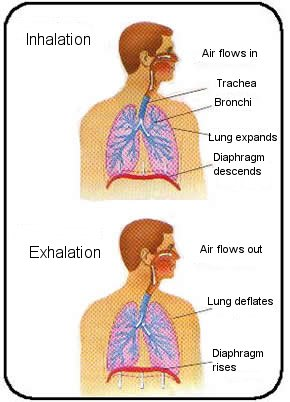 Inhalation
Air flows in
Trachea
Bronchi
Lung expands
Diaphragm
descends
Exhalation
Air flows out
Lung deflates
Diaphragm
rises